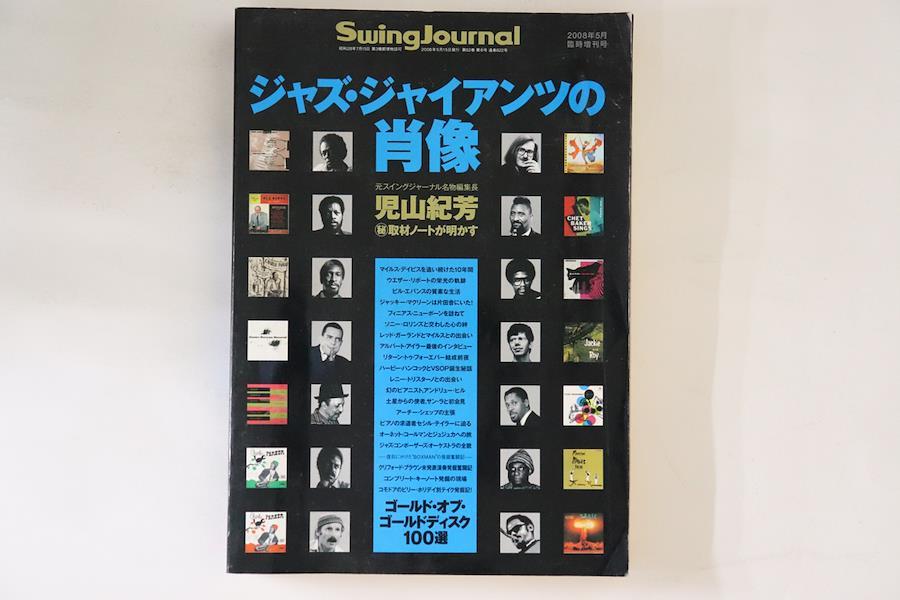 SwingJournal
2008年5月
臨時増刊号
ジャズ・ジャイアンツの
肖像
元スイングジャーナル名物編集長
児山紀芳
㊙取材ノートが明かす
CHET
BAKER
SINGS
Jackie
Roy
マイルス・デイビスを追い続けた10年間
ウエザー・リポートの栄光の軌跡
ビル・エバンスの質素な生活
ジャッキー・マクリーンは片田舎にいた!
フィニアス・ニューボーンを訪ねて
ソニー・ロリンズと交わした心の絆
レッド・ガーランドとマイルスとの出会い
アルバート・アイラー最後のインタビュー
リターン・トゥ・フォーエバー結成前夜
ハービー・ハンコックとVSOP誕生秘話
レニー・トリスターノとの出会い
幻のピアニスト、アンドリュー・ヒル
土星からの使者、サン・ラと初会見
アーチー・シェップの主張
ピアノの求道者セシル・テイラーに迫る
オーネット・コールマンとジュジュカへの旅
ジャズ・コンポーザーズ・オーケストラの全貌
クリフォード・ブラウン未発表演奏発掘奮闘記
コンプリート・キーノート発掘の現場
コモドアのビリー・ホリデイ別テイク発掘記!
ゴールド・オブ・
ゴールドディスク
100選